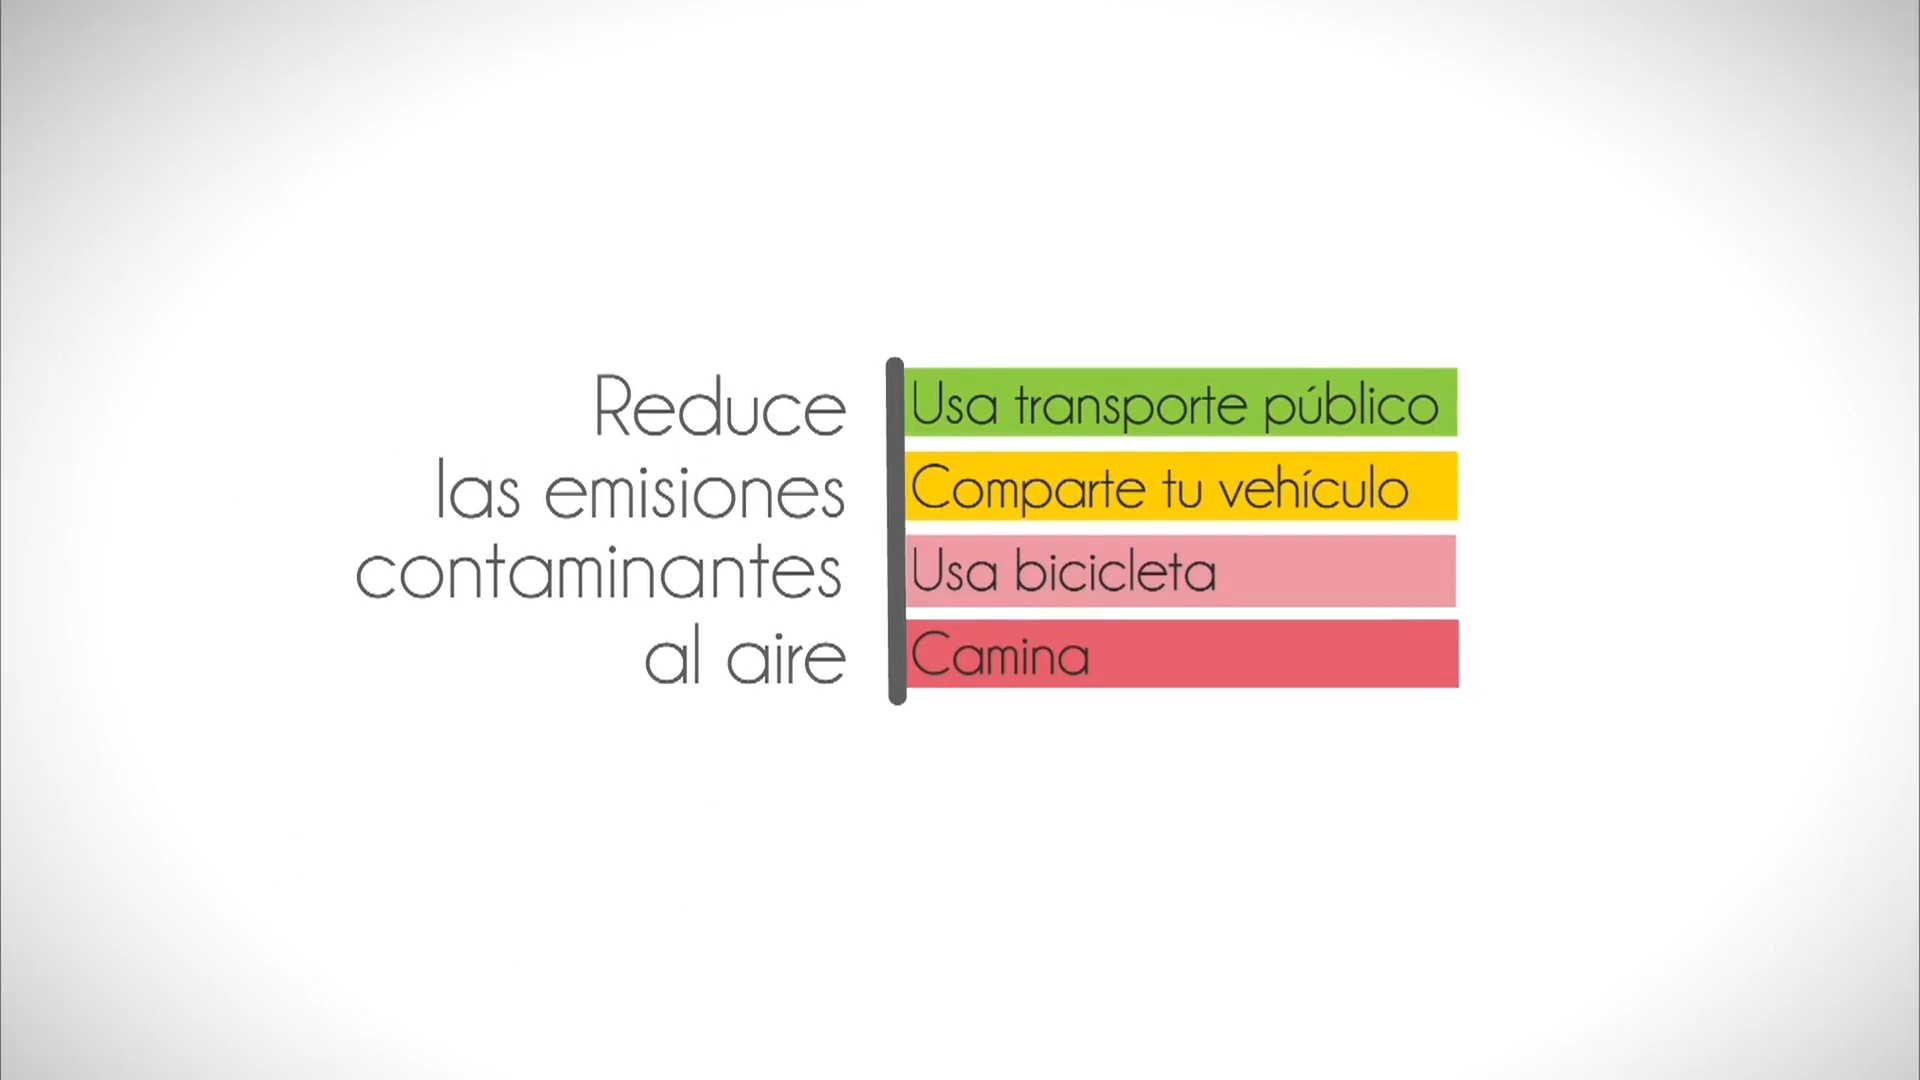 Reduce
las emisiones
contaminantes
al aire
Usa transporte público
Comparte tu vehículo
Usa bicicleta
Camina